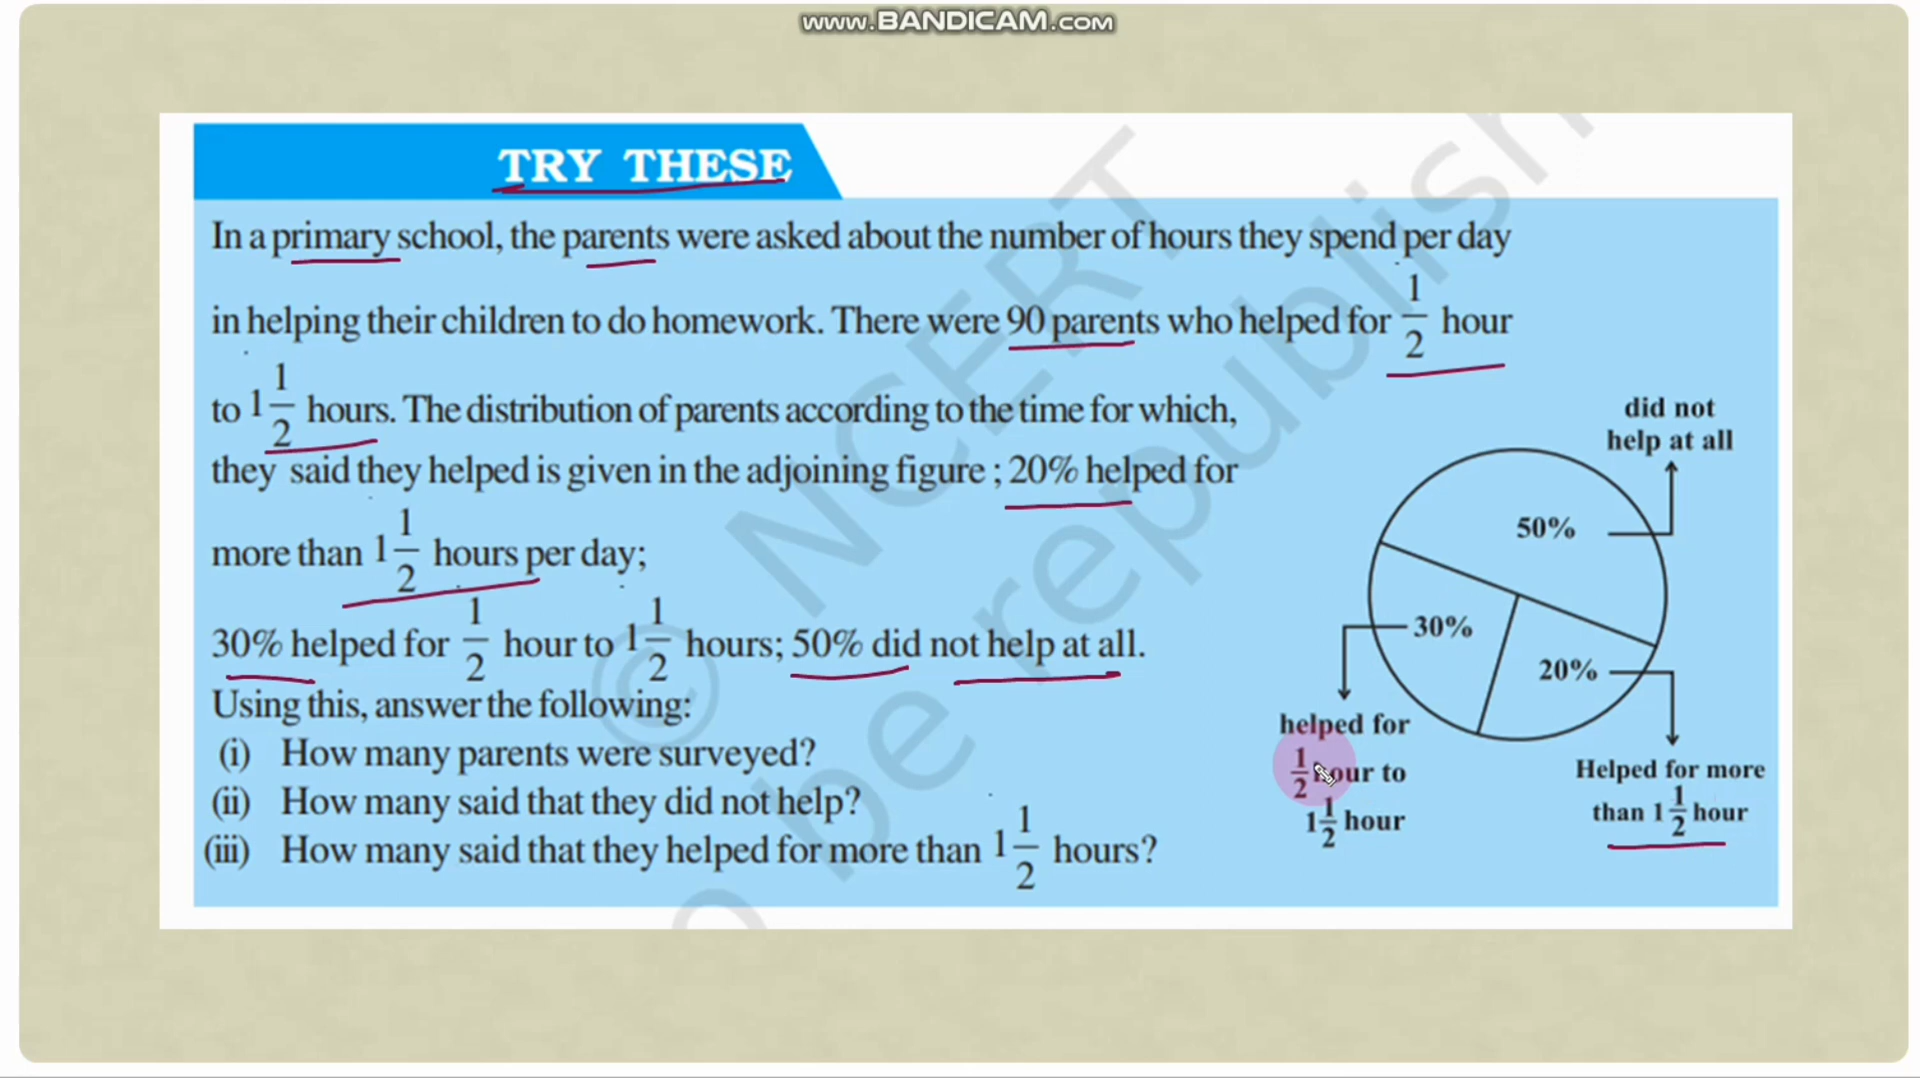 www.BANDICAM.com
TRY THESE
In a primary school, the parents were asked about the number of hours they spend per day
in helping their children to do homework. There were 90 parents who helped for 1/2 hour
to 1 1/2 hours. The distribution of parents according to the time for which,
they said they helped is given in the adjoining figure ; 20% helped for
more than 1 1/2 hours per day;
30% helped for 1/2 hour to 1 1/2 hours; 50% did not help at all.
Using this, answer the following:
(i) How many parents were surveyed?
(ii) How many said that they did not help?
(iii) How many said that they helped for more than 1 1/2 hours?
did not
help at all
50%
30%
20%
helped for
1/2 hour to
1 1/2 hour
Helped for more
than 1 1/2 hour
© NCERT
be republish